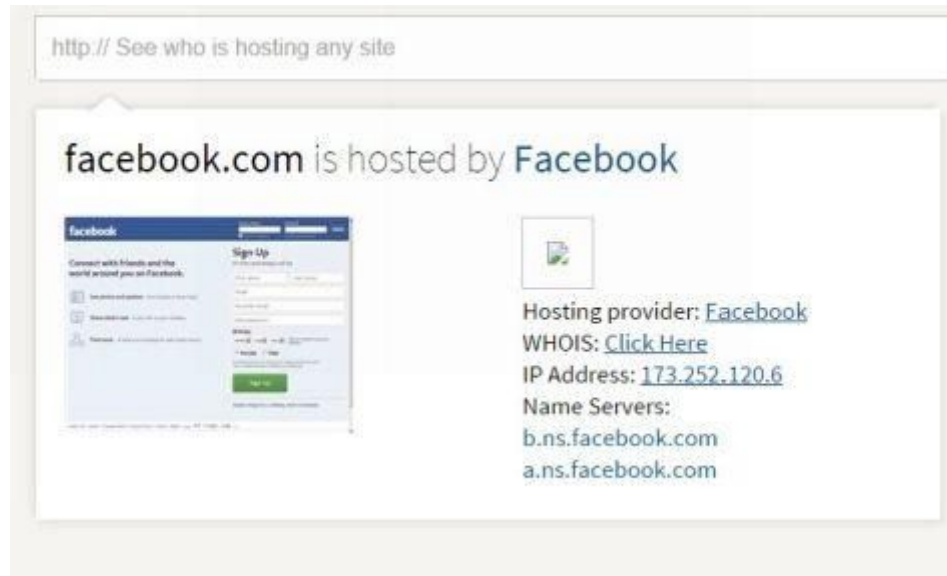 http:// See who is hosting any site
facebook.com is hosted by Facebook
facebook
Sign Up
Connect with friends and the
world around you on Facebook.
Sign Up
Hosting provider: Facebook
WHOIS: Click Here
IP Address: 173.252.120.6
Name Servers:
b.ns.facebook.com
a.ns.facebook.com